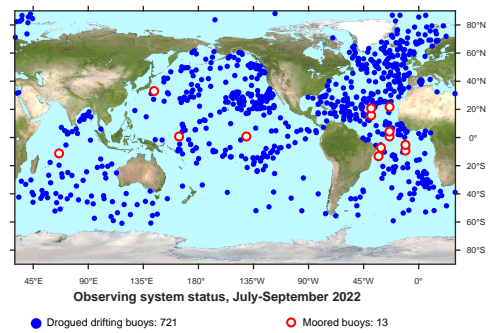 80°N
60°N
40°N
20°N
0°
20°S
40°S
60°S
80°S
45°E 90°E 135°E 180° 135°W 90°W 45°W 0°
Observing system status, July-September 2022
Drogued drifting buoys: 721 Moored buoys: 13